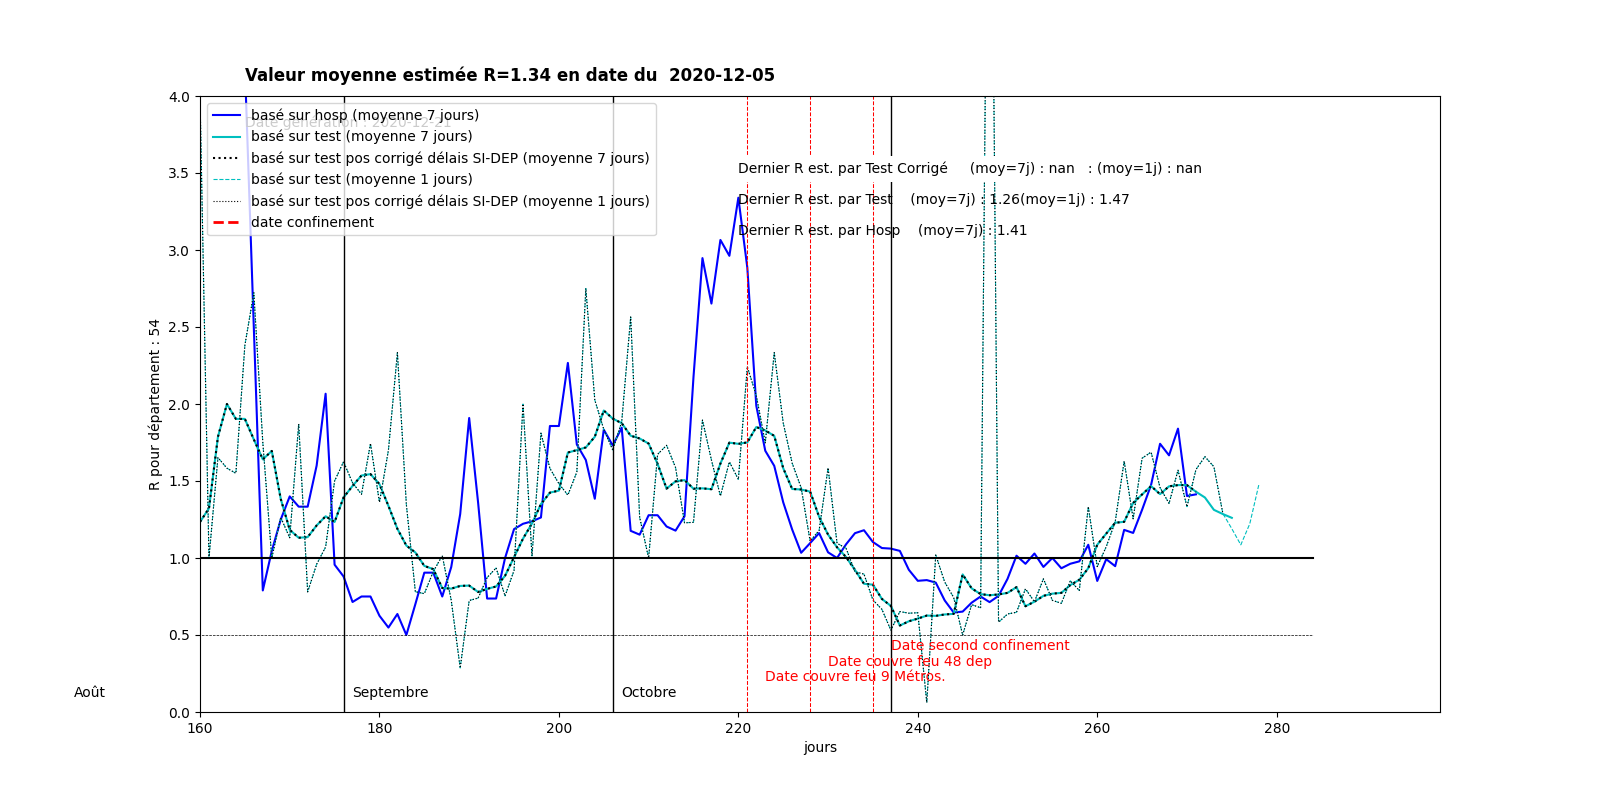 Valeur moyenne estimée R=1.34 en date du  2020-12-05
Date génération : 2020-12-21
basé sur hosp (moyenne 7 jours)
basé sur test (moyenne 7 jours)
basé sur test pos corrigé délais SI-DEP (moyenne 7 jours)
basé sur test (moyenne 1 jours)
basé sur test pos corrigé délais SI-DEP (moyenne 1 jours)
date confinement
Dernier R est. par Test Corrigé     (moy=7j) : nan   : (moy=1j) : nan
Dernier R est. par Test    (moy=7j) : 1.26(moy=1j) : 1.47
Dernier R est. par Hosp    (moy=7j) : 1.41
R pour département : 54
4.0
3.5
3.0
2.5
2.0
1.5
1.0
0.5
0.0
Date second confinement
Date couvre feu 48 dep
Date couvre feu 9 Métros.
Août
Septembre
Octobre
160
180
200
220
240
260
280
jours